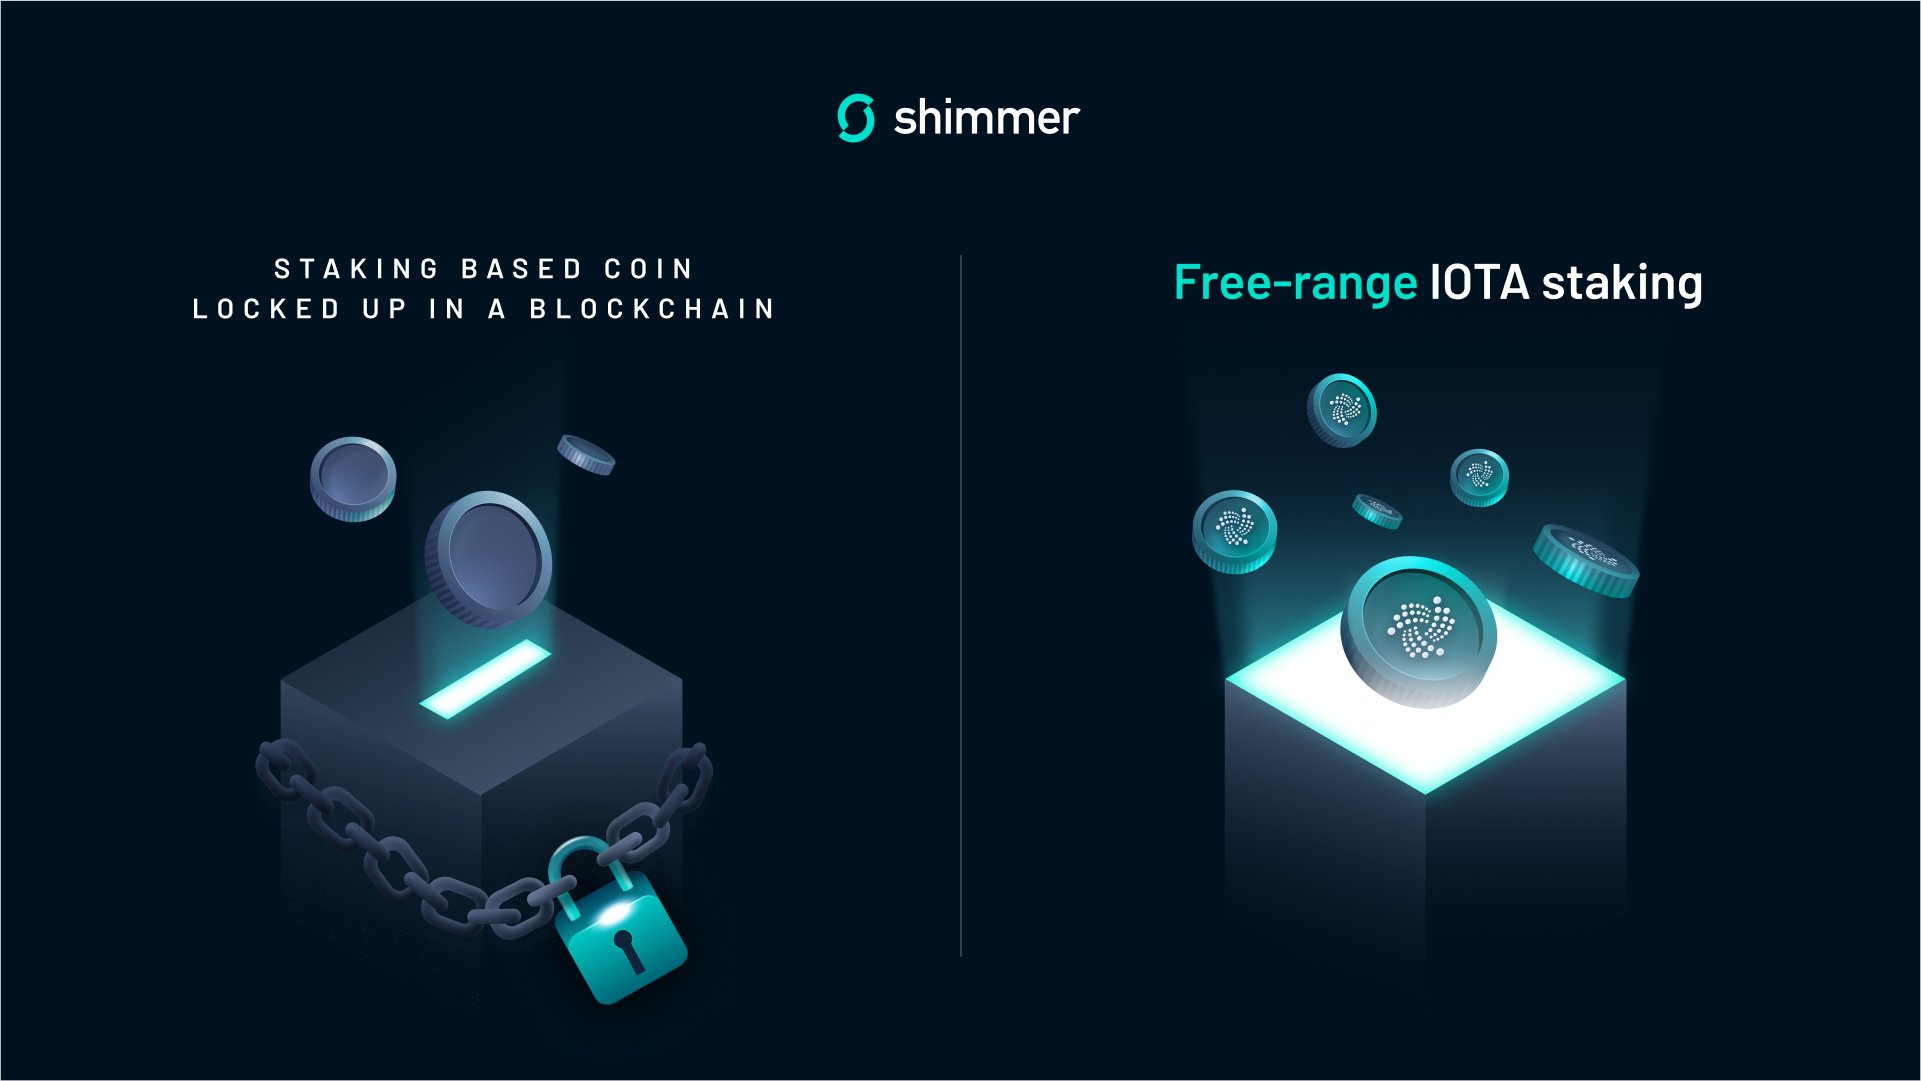 shimmer
STAKING BASED COIN
LOCKED UP IN A BLOCKCHAIN
Free-range IOTA staking